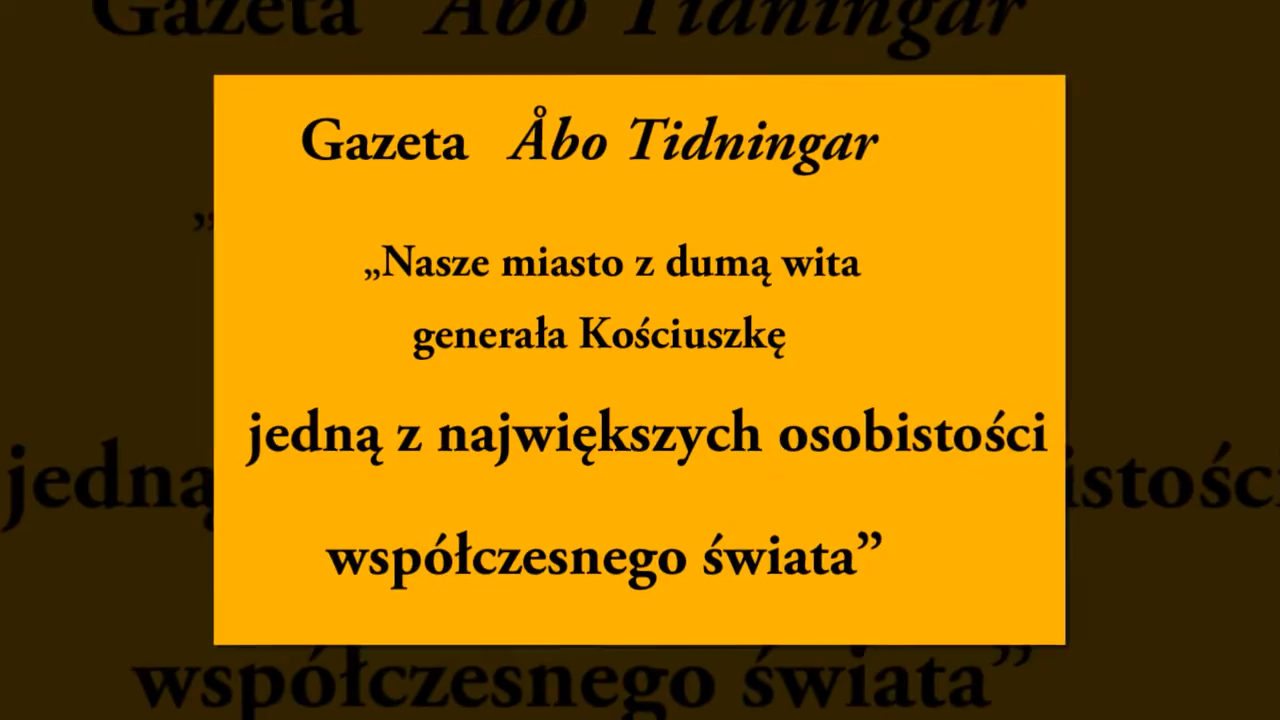 Gazeta Åbo Tidningar
„Nasze miasto z dumą wita
generała Kościuszkę
jedną z największych osobistości
współczesnego świata”